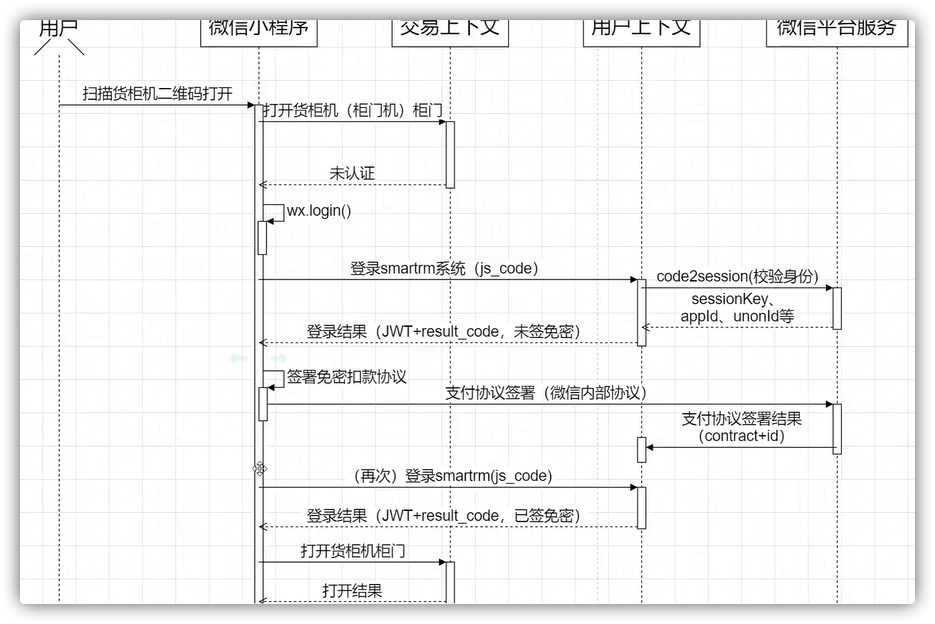 用户
微信小程序
交易上下文
用户上下文
微信平台服务
扫描货柜机二维码打开
打开货柜机（柜门机）柜门
未认证
wx.login()
登录smartrm系统（js_code）
code2session(校验身份)
sessionKey、
appId、unonId等
登录结果（JWT+result_code，未签免密）
签署免密扣款协议
支付协议签署（微信内部协议）
支付协议签署结果
（contract+id）
（再次）登录smartrm(js_code)
登录结果（JWT+result_code，已签免密）
打开货柜机柜门
打开结果